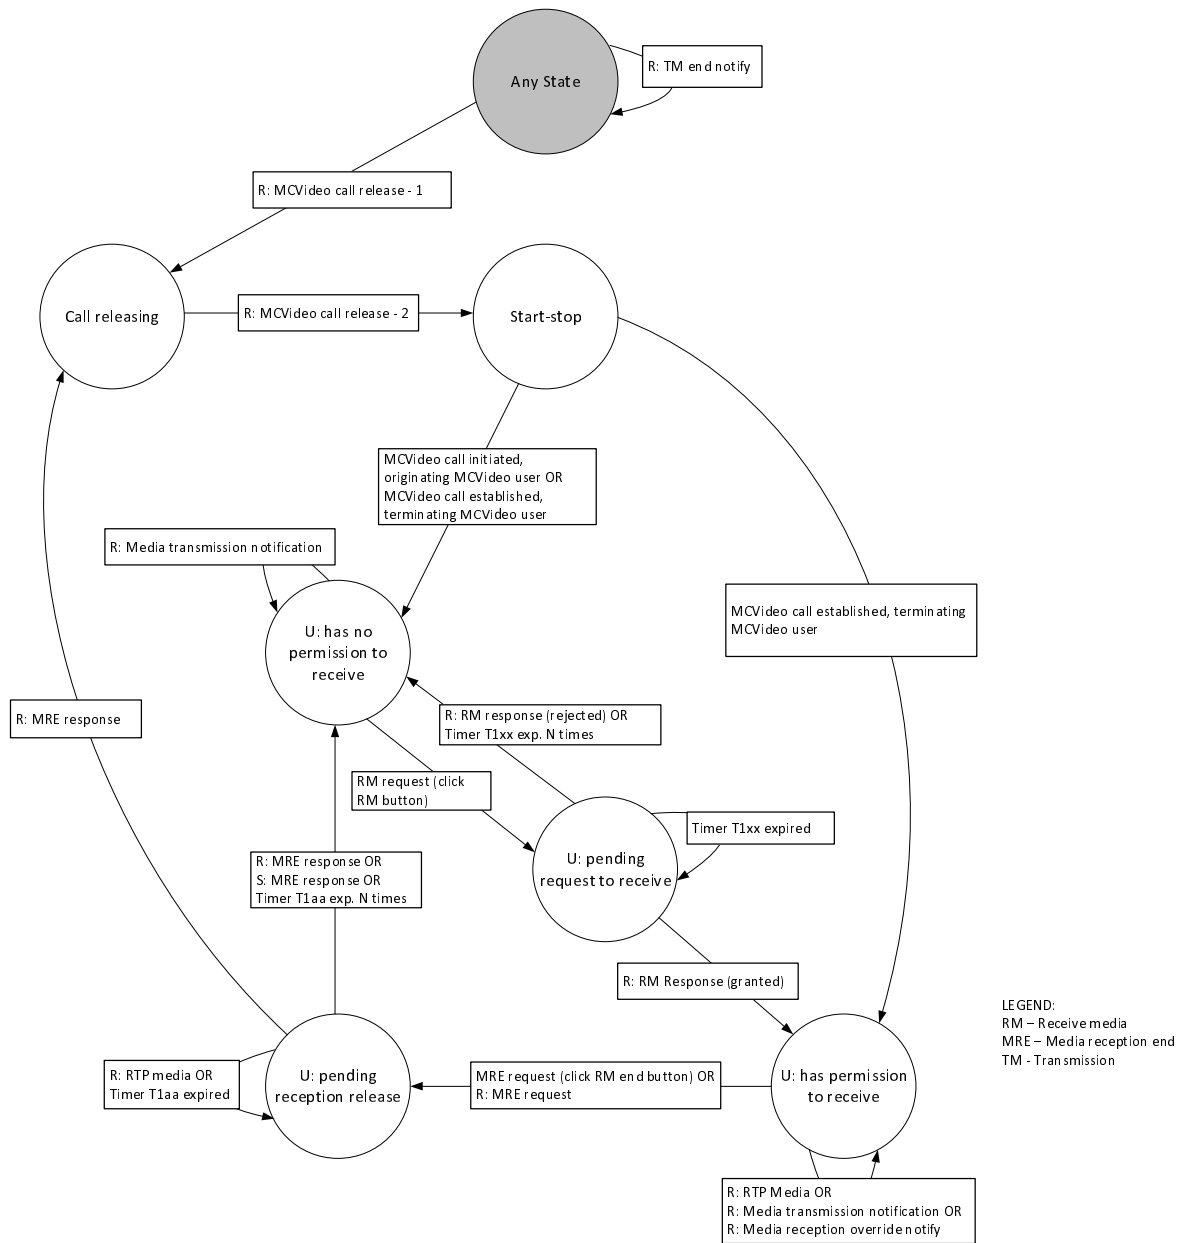 Any State
R: TM end notify
R: MCVideo call release - 1
Call releasing
R: MCVideo call release - 2
Start-stop
MCVideo call initiated,
originating MCVideo user OR
MCVideo call established,
terminating MCVideo user
R: Media transmission notification
MCVideo call established, terminating
MCVideo user
U: has no
permission to
receive
R: MRE response
R: RM response (rejected) OR
Timer T1xx exp. N times
RM request (click
RM button)
Timer T1xx expired
U: pending
request to receive
R: MRE response OR
S: MRE response OR
Timer T1aa exp. N times
R: RM Response (granted)
LEGEND:
RM – Receive media
MRE – Media reception end
TM - Transmission
R: RTP media OR
Timer T1aa expired
U: pending
reception release
MRE request (click RM end button) OR
R: MRE request
U: has permission
to receive
R: RTP Media OR
R: Media transmission notification OR
R: Media reception override notify